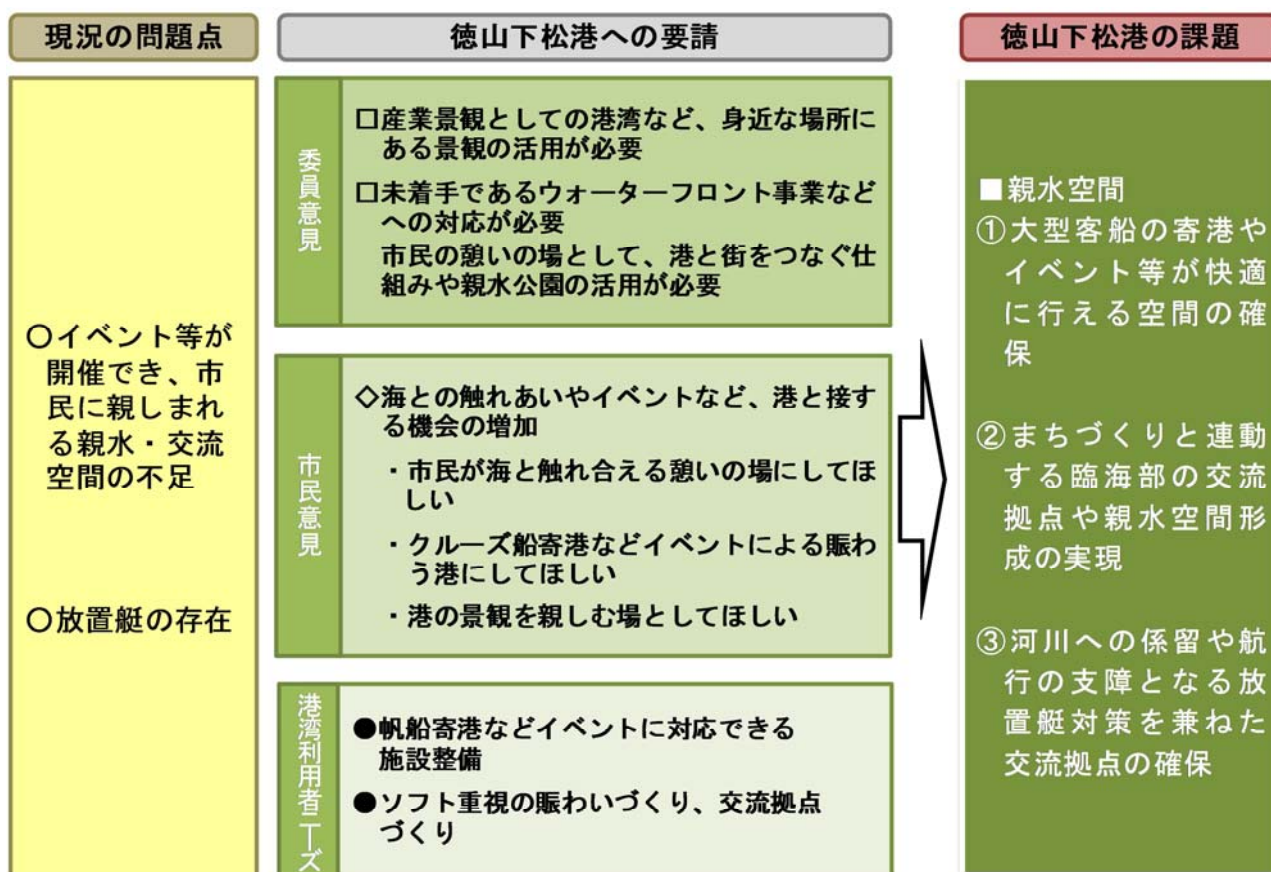 現況の問題点
徳山下松港への要請
徳山下松港の課題
〇イベント等が
開催でき、市
民に親しまれ
る親水・交流
空間の不足
〇放置艇の存在
委員意見
□産業景観としての港湾など、身近な場所に
ある景観の活用が必要
□未着手であるウォーターフロント事業など
への対応が必要
市民の憩いの場として、港と街をつなぐ仕
組みや親水公園の活用が必要
市民意見
◇海との触れあいやイベントなど、港と接す
る機会の増加
・市民が海と触れ合える憩いの場にしてほ
しい
・クルーズ船寄港などイベントによる賑わ
う港にしてほしい
・港の景観を親しむ場としてほしい
港湾利用者ニーズ
●帆船寄港などイベントに対応できる
施設整備
●ソフト重視の賑わいづくり、交流拠点
づくり
■親水空間
①大型客船の寄港や
イベント等が快適
に行える空間の確
保
②まちづくりと連動
する臨海部の交流
拠点や親水空間形
成の実現
③河川への係留や航
行の支障となる放
置艇対策を兼ねた
交流拠点の確保